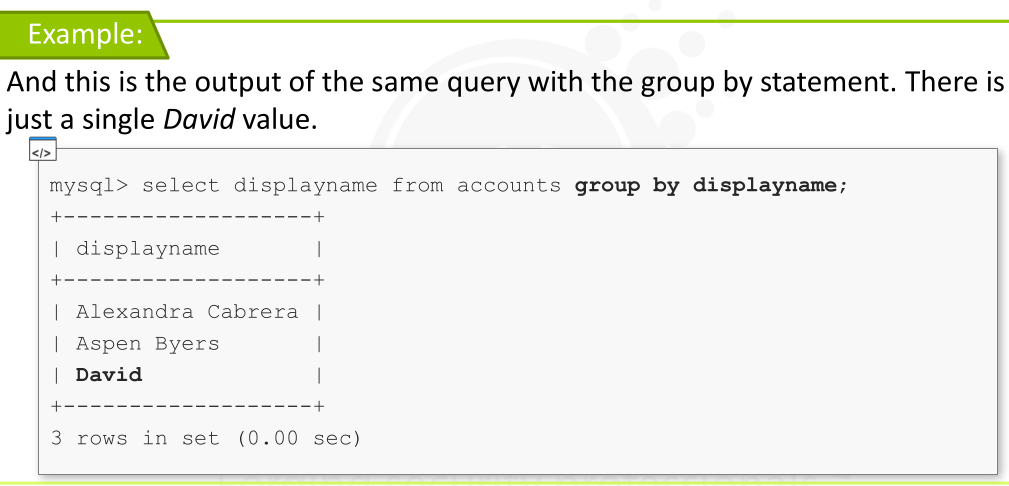 Example:
And this is the output of the same query with the group by statement. There is
just a single David value.
</>
mysql> select displayname from accounts group by displayname;
+-------------------+
| displayname       |
+-------------------+
| Alexandra Cabrera |
| Aspen Byers       |
| David             |
+-------------------+
3 rows in set (0.00 sec)